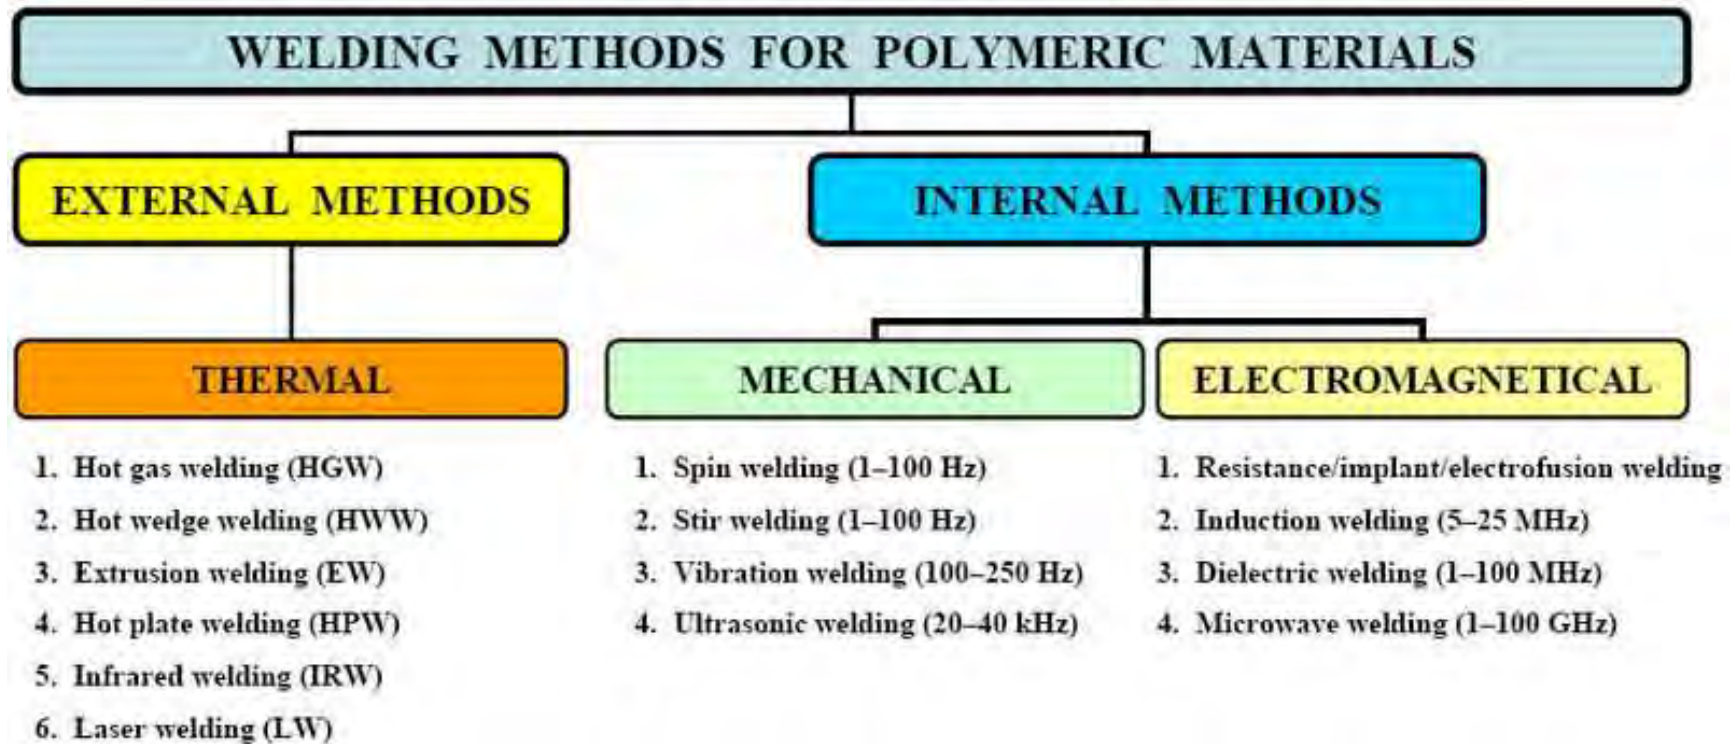 WELDING METHODS FOR POLYMERIC MATERIALS
EXTERNAL METHODS
INTERNAL METHODS
THERMAL
MECHANICAL
ELECTROMAGNETICAL
1. Hot gas welding (HGW)
2. Hot wedge welding (HWW)
3. Extrusion welding (EW)
4. Hot plate welding (HPW)
5. Infrared welding (IRW)
6. Laser welding (LW)
1. Spin welding (1–100 Hz)
2. Stir welding (1–100 Hz)
3. Vibration welding (100–250 Hz)
4. Ultrasonic welding (20–40 kHz)
1. Resistance/implant/electrofusion welding
2. Induction welding (5–25 MHz)
3. Dielectric welding (1–100 MHz)
4. Microwave welding (1–100 GHz)